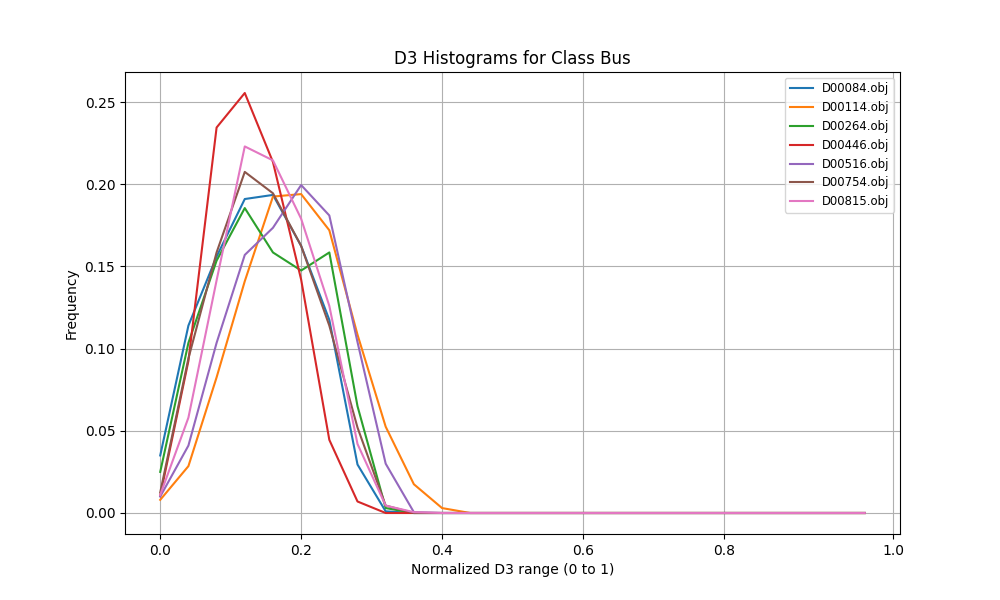 D3 Histograms for Class Bus
D00084.obj
D00114.obj
D00264.obj
D00446.obj
D00516.obj
D00754.obj
D00815.obj
Frequency
0.25
0.20
0.15
0.10
0.05
0.00
0.0 0.2 0.4 0.6 0.8 1.0
Normalized D3 range (0 to 1)